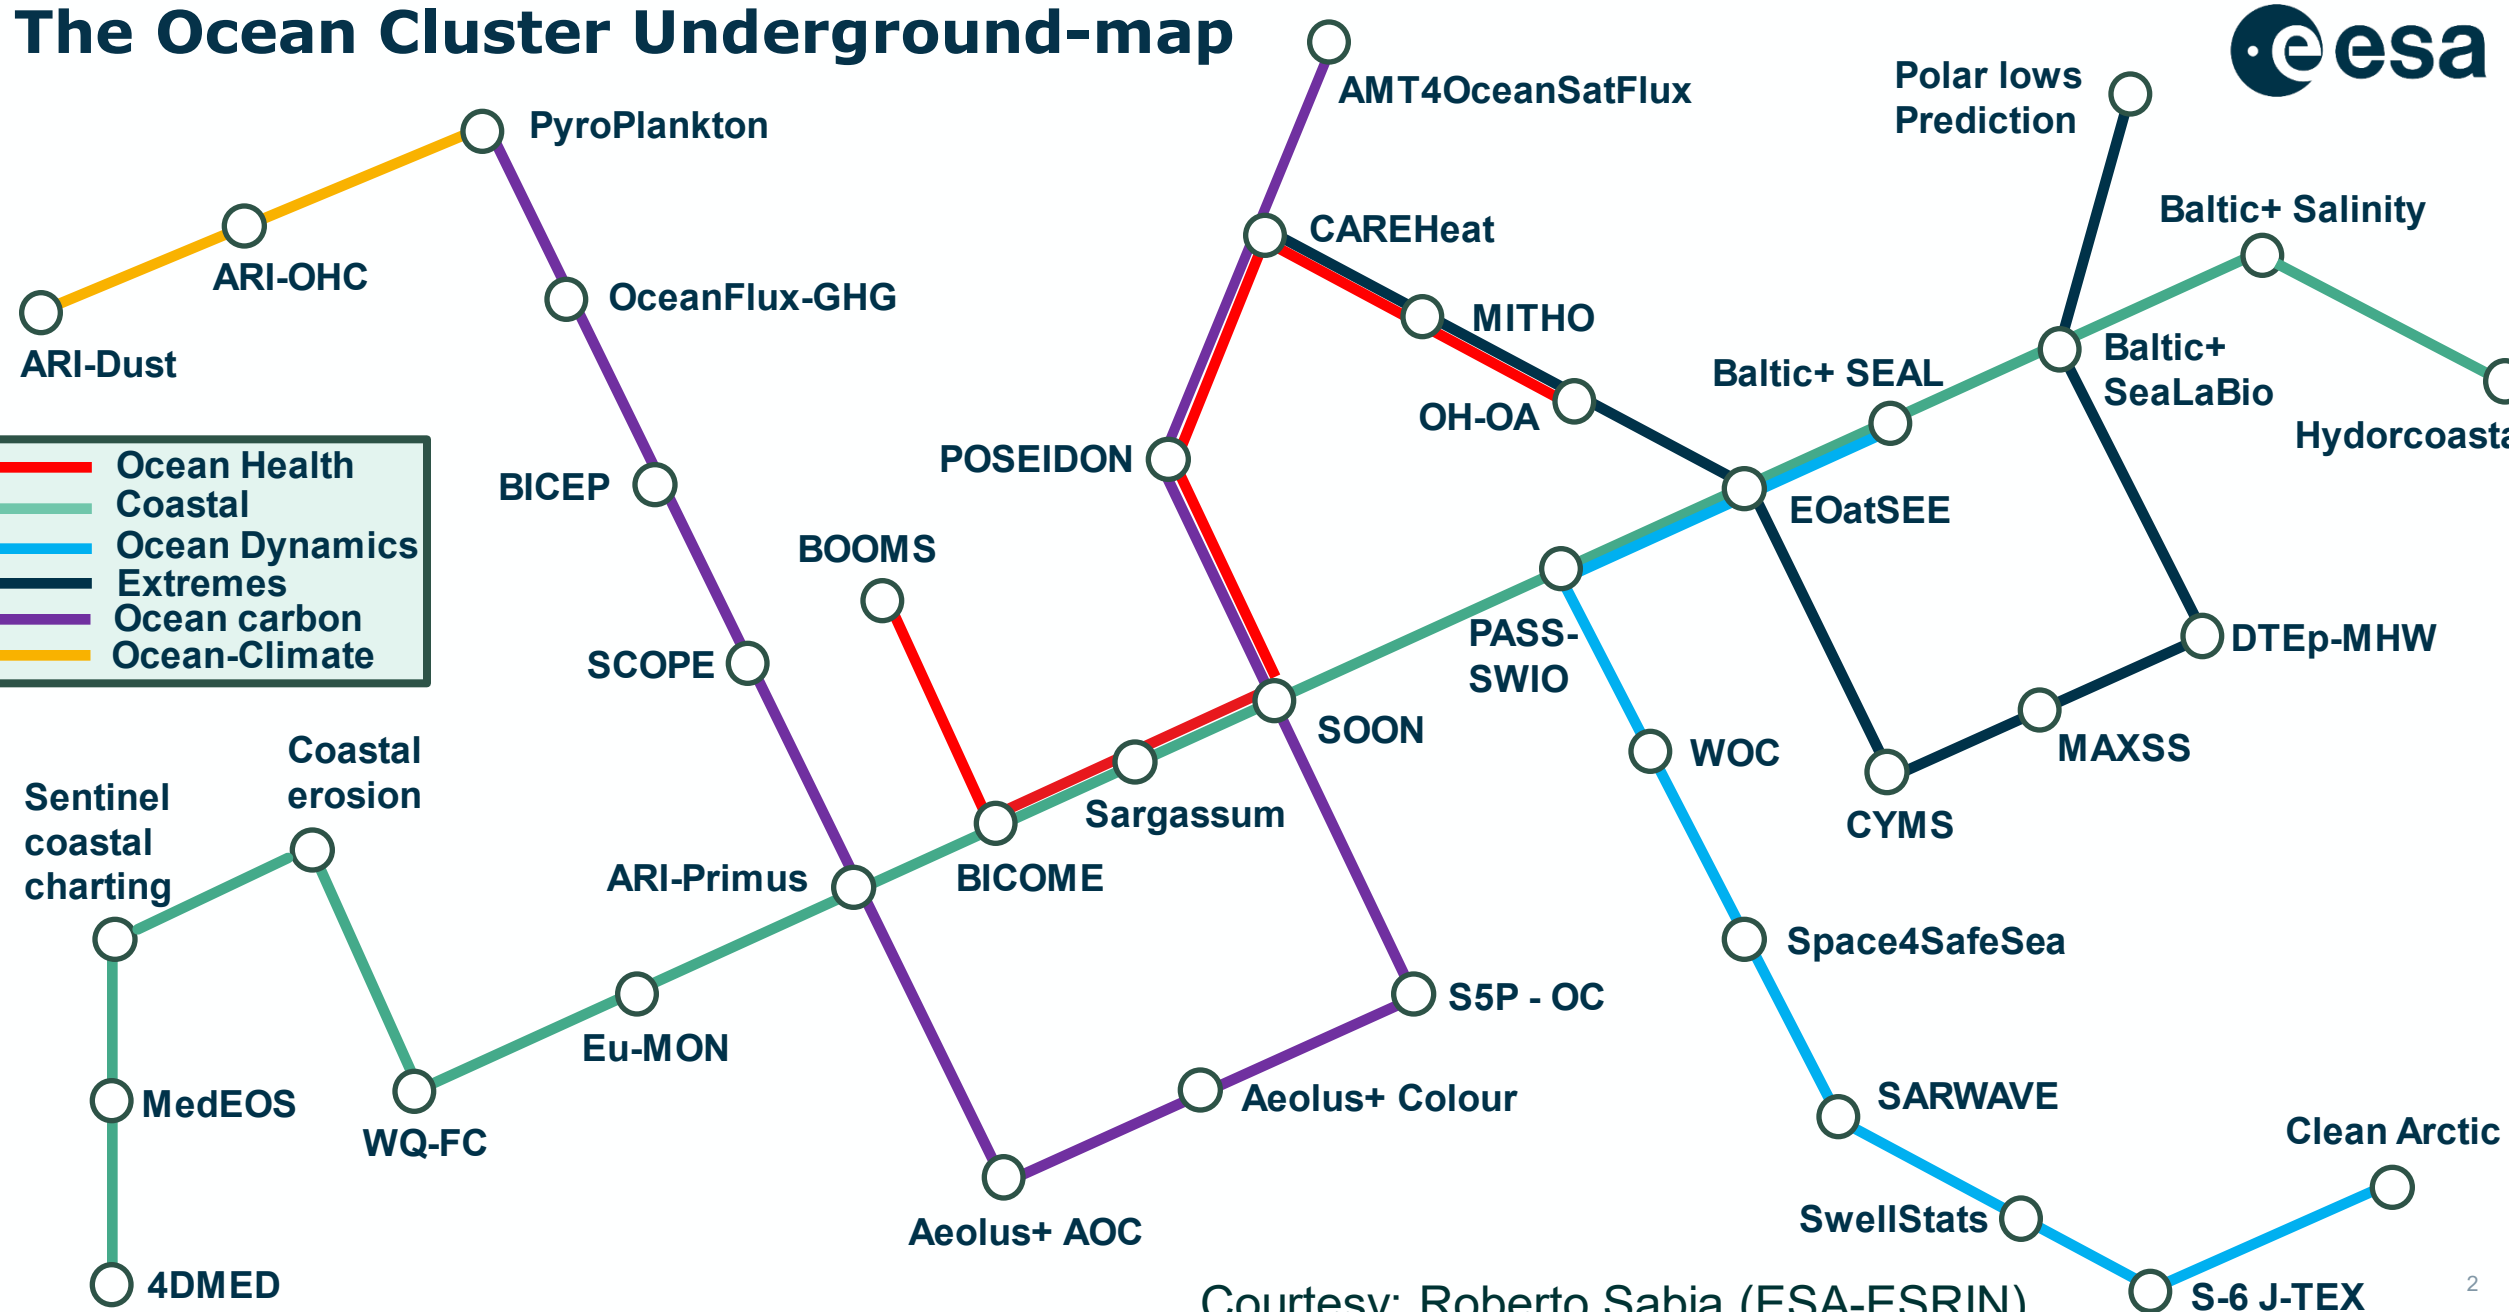 The Ocean Cluster Underground-map
esa
AMT4OceanSatFlux
Polar lows
Prediction
PyroPlankton
Baltic+ Salinity
CAREHeat
ARI-OHC
OceanFlux-GHG
MITHO
ARI-Dust
Baltic+ SEAL
Baltic+
SeaLaBio
OH-OA
Hydorcoasta
POSEIDON
BICEP
EOatSEE
Ocean Health
Coastal
Ocean Dynamics
Extremes
Ocean carbon
Ocean-Climate
BOOMS
SCOPE
PASS-
SWIO
DTEp-MHW
SOON
WOC
MAXSS
Coastal
erosion
Sentinel
coastal
charting
Sargassum
CYMS
ARI-Primus
BICOME
Space4SafeSea
S5P - OC
Eu-MON
MedEOS
Aeolus+ Colour
SARWAVE
WQ-FC
Clean Arctic
Aeolus+ AOC
SwellStats
4DMED
S-6 J-TEX
Courtesy: Roberto Sabia (ESA-ESRIN)
2